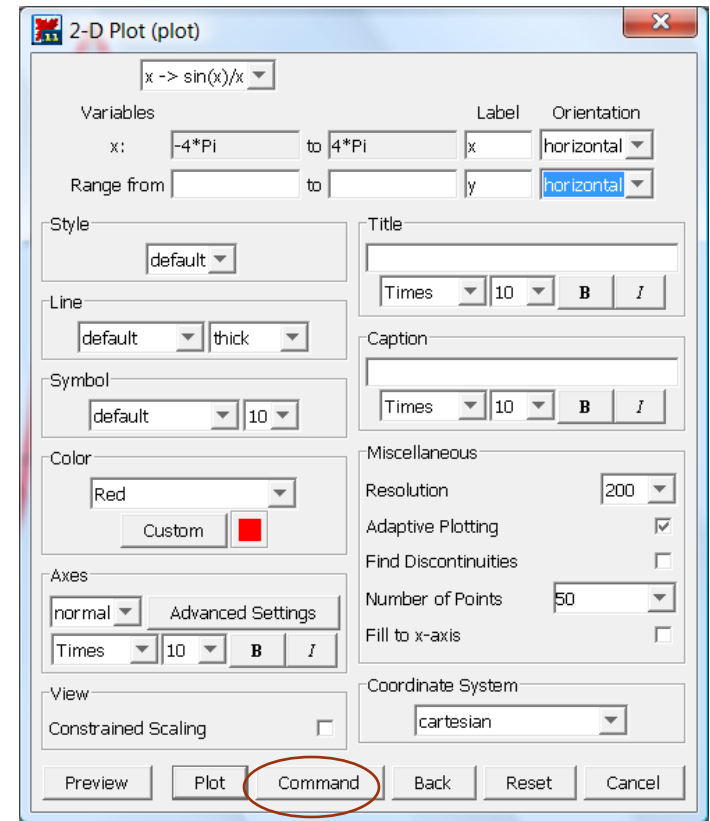 11 2-D Plot (plot) X
x -> sin(x)/x
Variables Label Orientation
x: -4*Pi to 4*Pi x horizontal
Range from to y horizontal
Style
default
Title
Times 10 B I
Line
default thick
Caption
Times 10 B I
Symbol
default 10
Color
Red
Custom
Miscellaneous
Resolution 200
Adaptive Plotting
Find Discontinuities
Number of Points 50
Fill to x-axis
Axes
normal Advanced Settings
Times 10 B I
View
Constrained Scaling
Coordinate System
cartesian
Preview Plot Command Back Reset Cancel